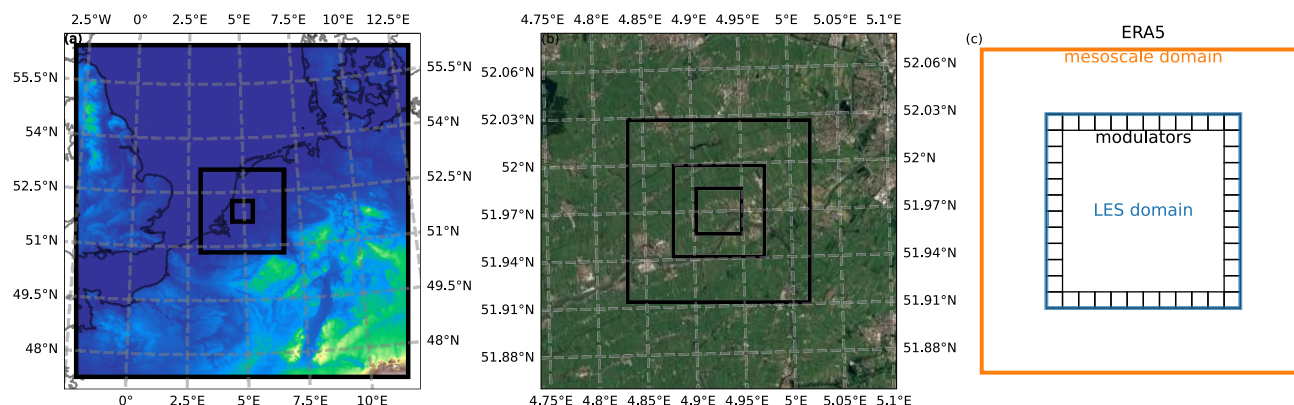 2.5°W 0° 2.5°E 5°E 7.5°E 10°E 12.5°E
(a)
55.5°N 55.5°N
54°N 54°N
52.5°N 52.5°N
51°N 51°N
49.5°N 49.5°N
48°N 48°N
0° 2.5°E 5°E 7.5°E 10°E
4.75°E 4.8°E 4.85°E 4.9°E 4.95°E 5°E 5.05°E 5.1°E
(b)
52.06°N 52.06°N
52.03°N 52.03°N
52°N 52°N
51.97°N 51.97°N
51.94°N 51.94°N
51.91°N 51.91°N
51.88°N 51.88°N
4.75°E 4.8°E 4.85°E 4.9°E 4.95°E 5°E 5.05°E 5.1°E
(c)
ERA5
mesoscale domain
modulators
LES domain